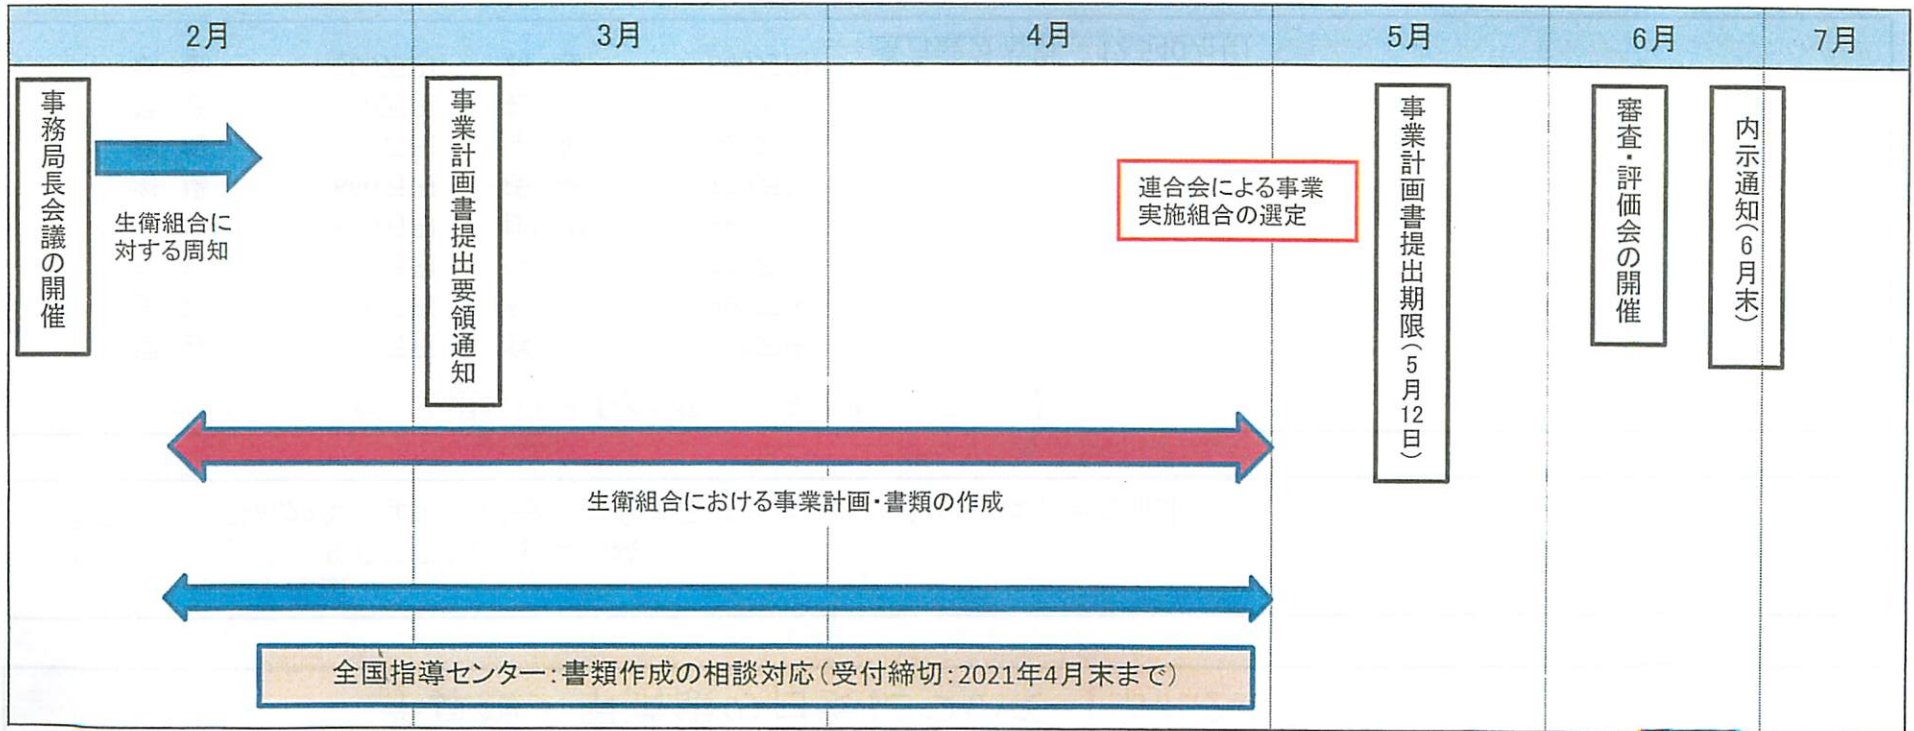 2月
3月
4月
5月
6月
7月
事務局長会議の開催
生衛組合に
対する周知
事業計画書提出要領通知
連合会による事業
実施組合の選定
事業計画書提出期限(5月12日)
審査・評価会の開催
内示通知(6月末)
生衛組合における事業計画・書類の作成
全国指導センター:書類作成の相談対応(受付締切:2021年4月末まで)